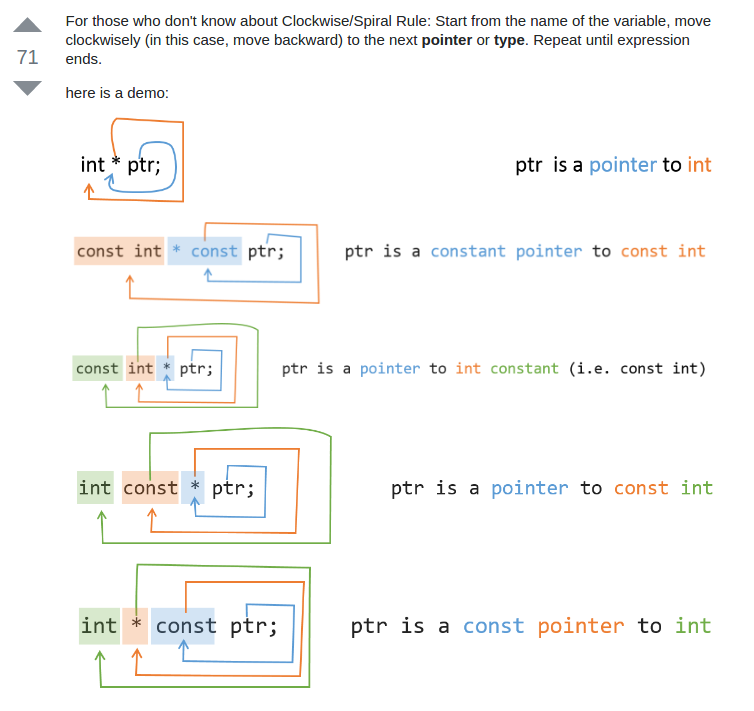 For those who don't know about Clockwise/Spiral Rule: Start from the name of the variable, move
clockwisely (in this case, move backward) to the next pointer or type. Repeat until expression
ends.
71
here is a demo:
int * ptr; ptr is a pointer to int
const int * const ptr; ptr is a constant pointer to const int
const int * ptr; ptr is a pointer to int constant (i.e. const int)
int const * ptr; ptr is a pointer to const int
int * const ptr; ptr is a const pointer to int